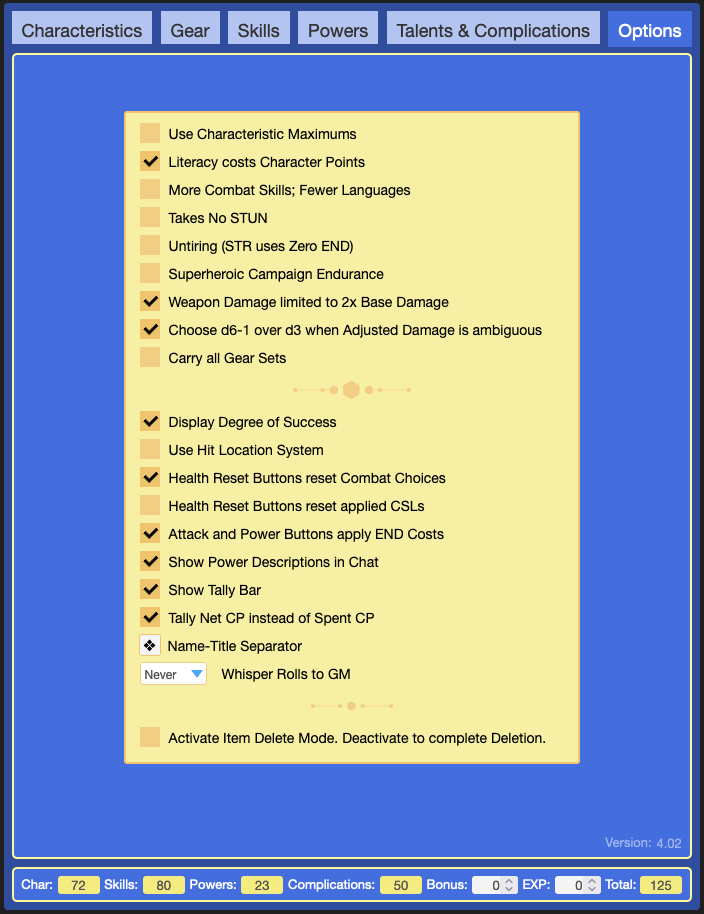 Characteristics Gear Skills Powers Talents & Complications Options
Use Characteristic Maximums
Literacy costs Character Points
More Combat Skills; Fewer Languages
Takes No STUN
Untiring (STR uses Zero END)
Superheroic Campaign Endurance
Weapon Damage limited to 2x Base Damage
Choose d6-1 over d3 when Adjusted Damage is ambiguous
Carry all Gear Sets
Display Degree of Success
Use Hit Location System
Health Reset Buttons reset Combat Choices
Health Reset Buttons reset applied CSLs
Attack and Power Buttons apply END Costs
Show Power Descriptions in Chat
Show Tally Bar
Tally Net CP instead of Spent CP
❖ Name-Title Separator
Never Whisper Rolls to GM
Activate Item Delete Mode. Deactivate to complete Deletion.
Version: 4.02
Char: 72 Skills: 80 Powers: 23 Complications: 50 Bonus: 0 EXP: 0 Total: 125